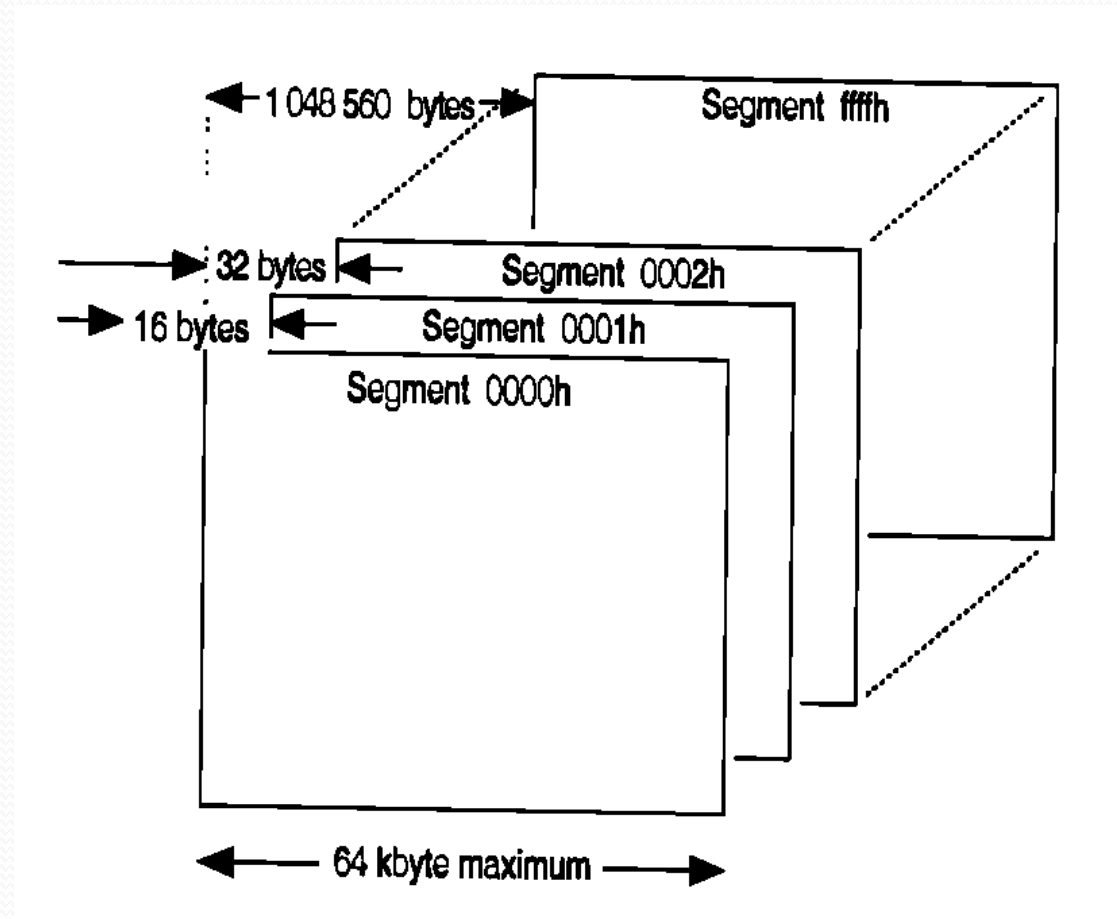 1 048 560 bytes
Segment ffffh
32 bytes
Segment 0002h
16 bytes
Segment 0001h
Segment 0000h
64 kbyte maximum